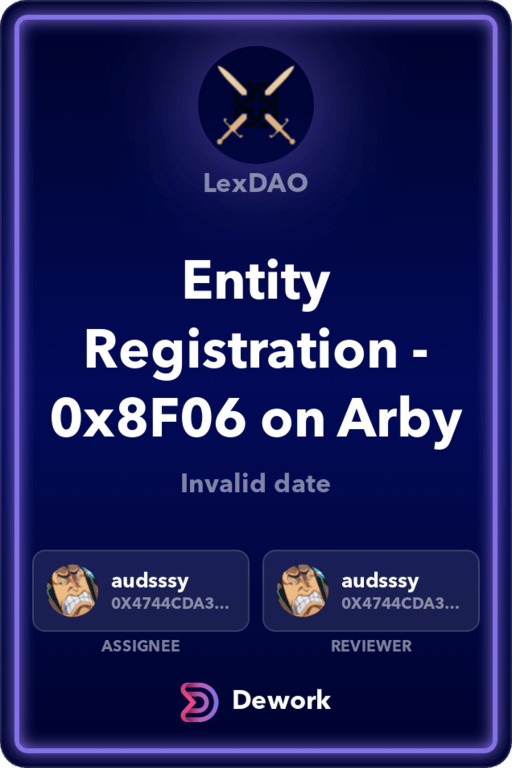 LexDAO
Entity
Registration -
0x8F06 on Arby
Invalid date
audsssy
0X4744CDA3...
ASSIGNEE
audsssy
0X4744CDA3...
REVIEWER
Dework